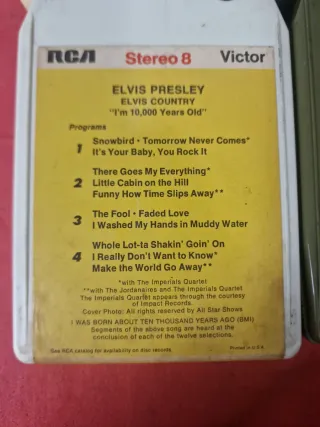 RCA Stereo 8 Victor
ELVIS PRESLEY
ELVIS COUNTRY
"I'm 10,000 Years Old"
Programs
1 Snowbird • Tomorrow Never Comes*
It's Your Baby, You Rock It
2 There Goes My Everything*
Little Cabin on the Hill
Funny How Time Slips Away**
3 The Fool • Faded Love
I Washed My Hands in Muddy Water
4 Whole Lot-ta Shakin' Goin' On
I Really Don't Want to Know*
Make the World Go Away**
*with The Imperials Quartet
**with The Jordanaires and The Imperials Quartet
The Imperials Quartet appears through the courtesy
of Impact Records.
Cover Photo: All rights reserved by All Star Shows
I WAS BORN ABOUT TEN THOUSAND YEARS AGO (BMI)
Segments of the above song are heard at the
conclusion of each of the twelve selections.
See RCA catalog for availability on disc records. Printed in U.S.A.